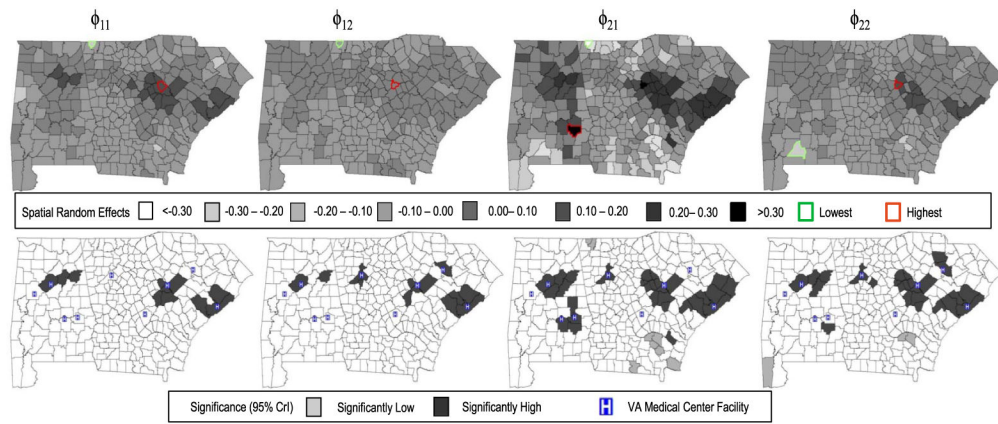 ϕ11 ϕ12 ϕ21 ϕ22
Spatial Random Effects <-0.30 -0.30 – -0.20 -0.20 – -0.10 -0.10 – 0.00 0.00 – 0.10 0.10 – 0.20 0.20 – 0.30 >0.30 Lowest Highest
Significance (95% CrI) Significantly Low Significantly High H VA Medical Center Facility